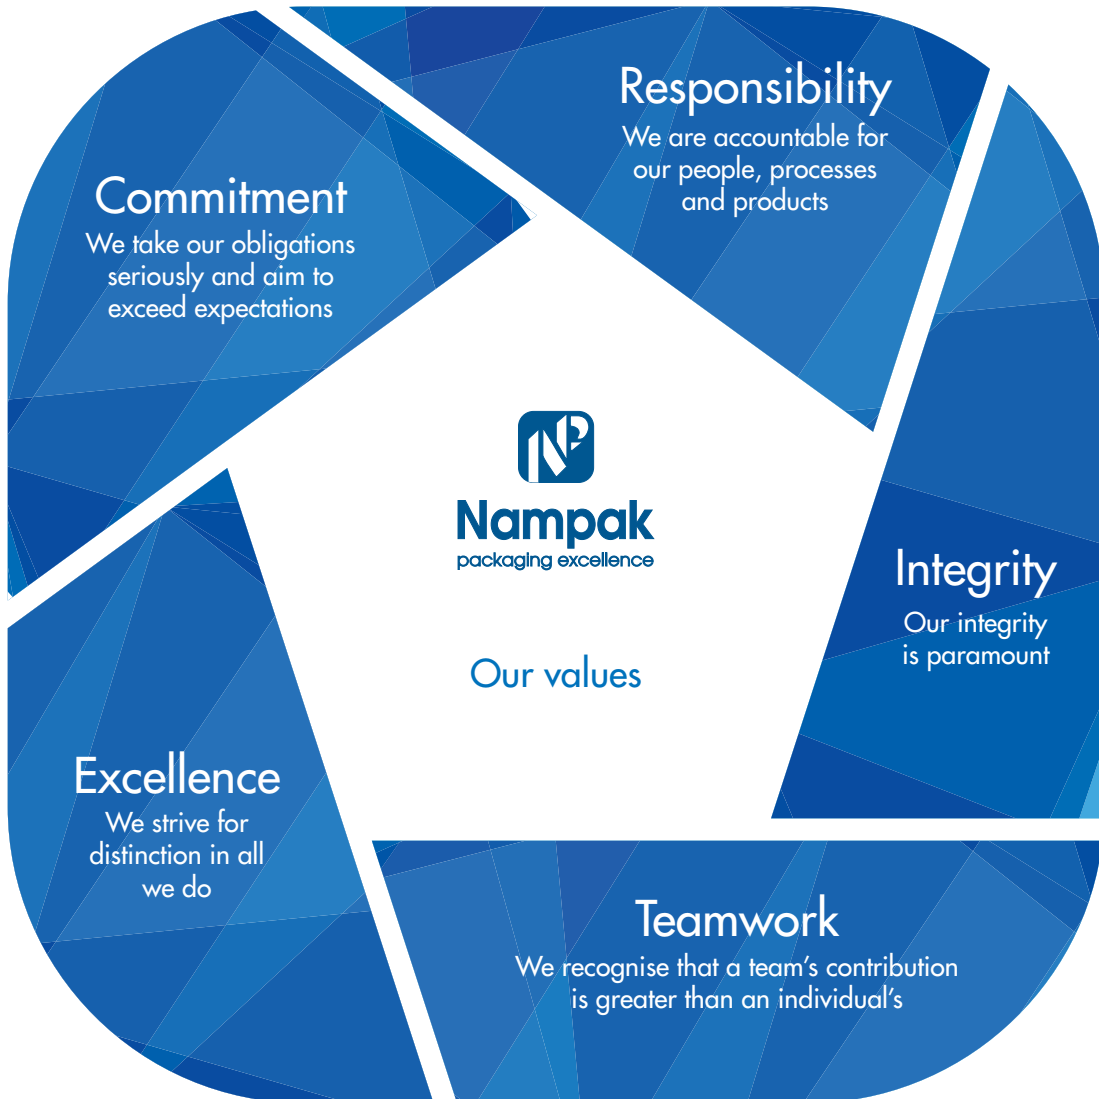 Responsibility
We are accountable for
our people, processes
and products
Commitment
We take our obligations
seriously and aim to
exceed expectations
Nampak
packaging excellence
Our values
Integrity
Our integrity
is paramount
Excellence
We strive for
distinction in all
we do
Teamwork
We recognise that a team’s contribution
is greater than an individual’s